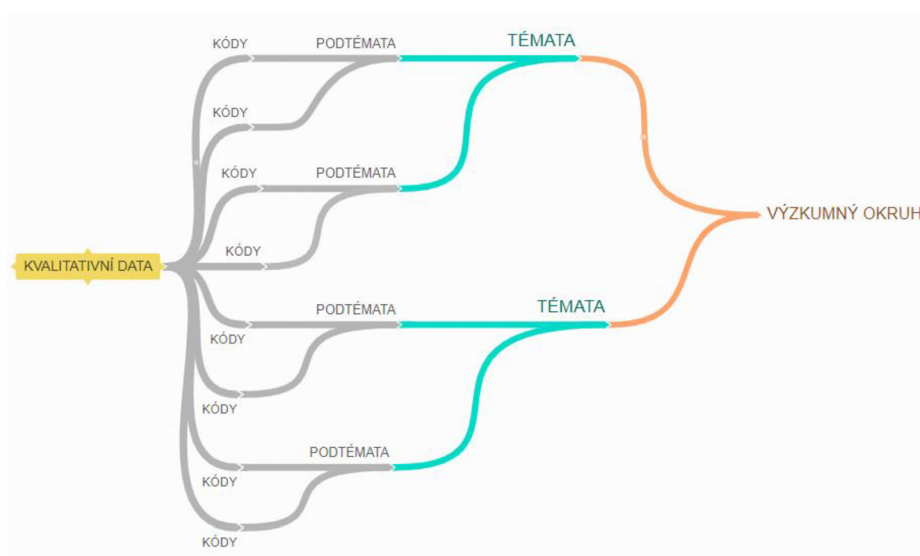 KÓDY
PODTÉMATA
TÉMATA
KÓDY
KÓDY
PODTÉMATA
VÝZKUMNÝ OKRUH
KÓDY
KVALITATIVNÍ DATA
PODTÉMATA
TÉMATA
KÓDY
KÓDY
PODTÉMATA
KÓDY
KÓDY